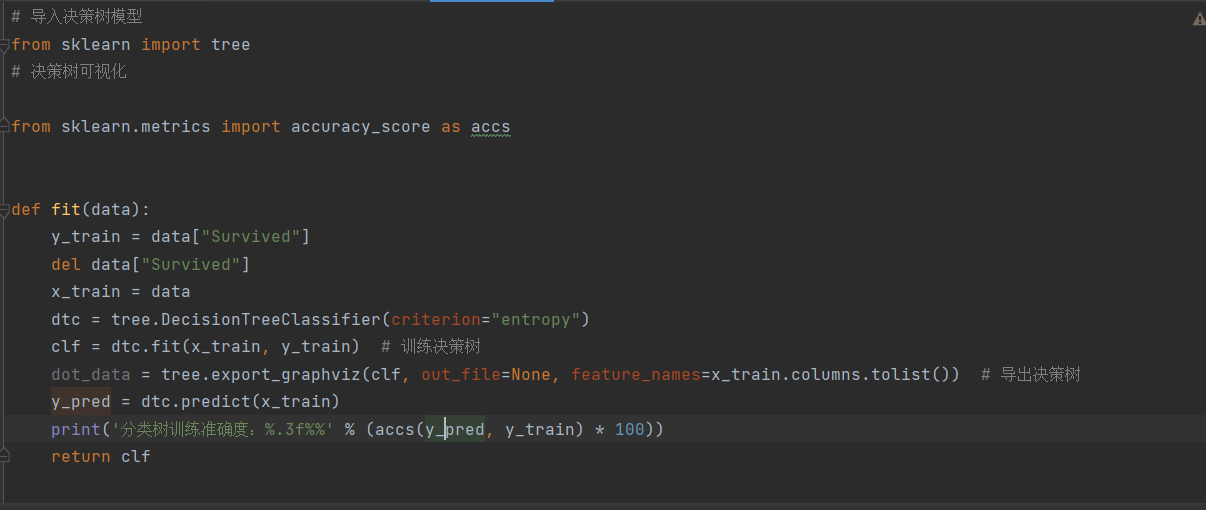 # 导入决策树模型
from sklearn import tree
# 决策树可视化
from sklearn.metrics import accuracy_score as accs
def fit(data):
y_train = data["Survived"]
del data["Survived"]
x_train = data
dtc = tree.DecisionTreeClassifier(criterion="entropy")
clf = dtc.fit(x_train, y_train)  # 训练决策树
dot_data = tree.export_graphviz(clf, out_file=None, feature_names=x_train.columns.tolist())  # 导出决策树
y_pred = dtc.predict(x_train)
print('分类树训练准确度：%.3f%%' % (accs(y_pred, y_train) * 100))
return clf